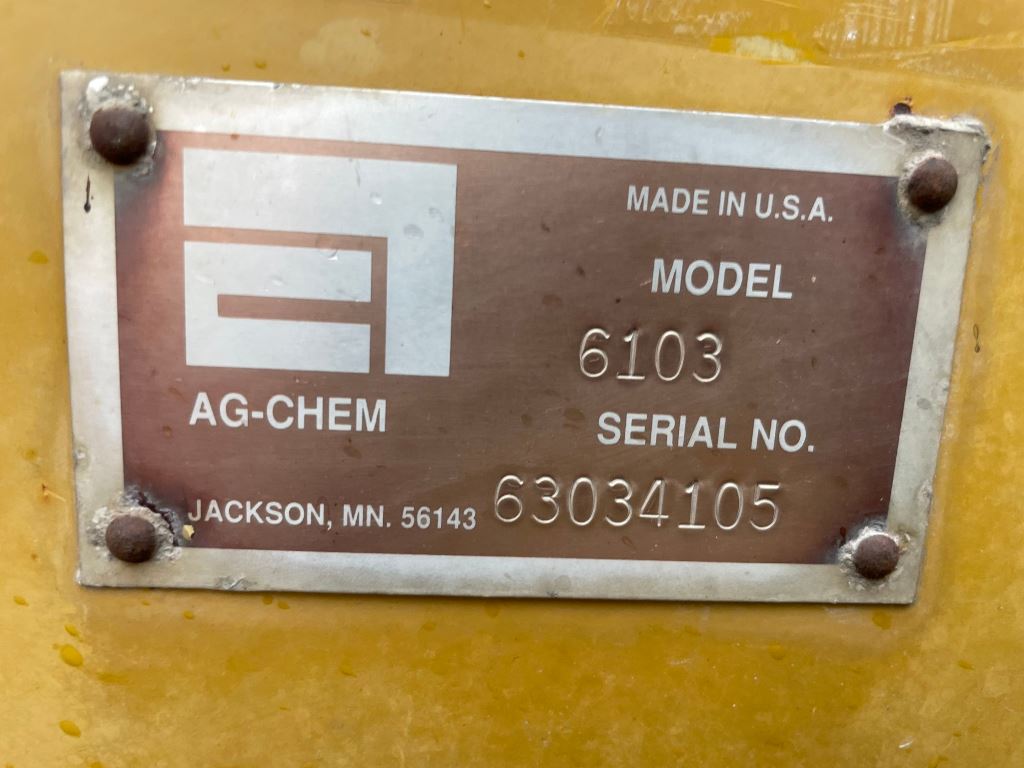 MADE IN U.S.A.
MODEL
6103
AG-CHEM
SERIAL NO.
JACKSON, MN. 56143
63034105